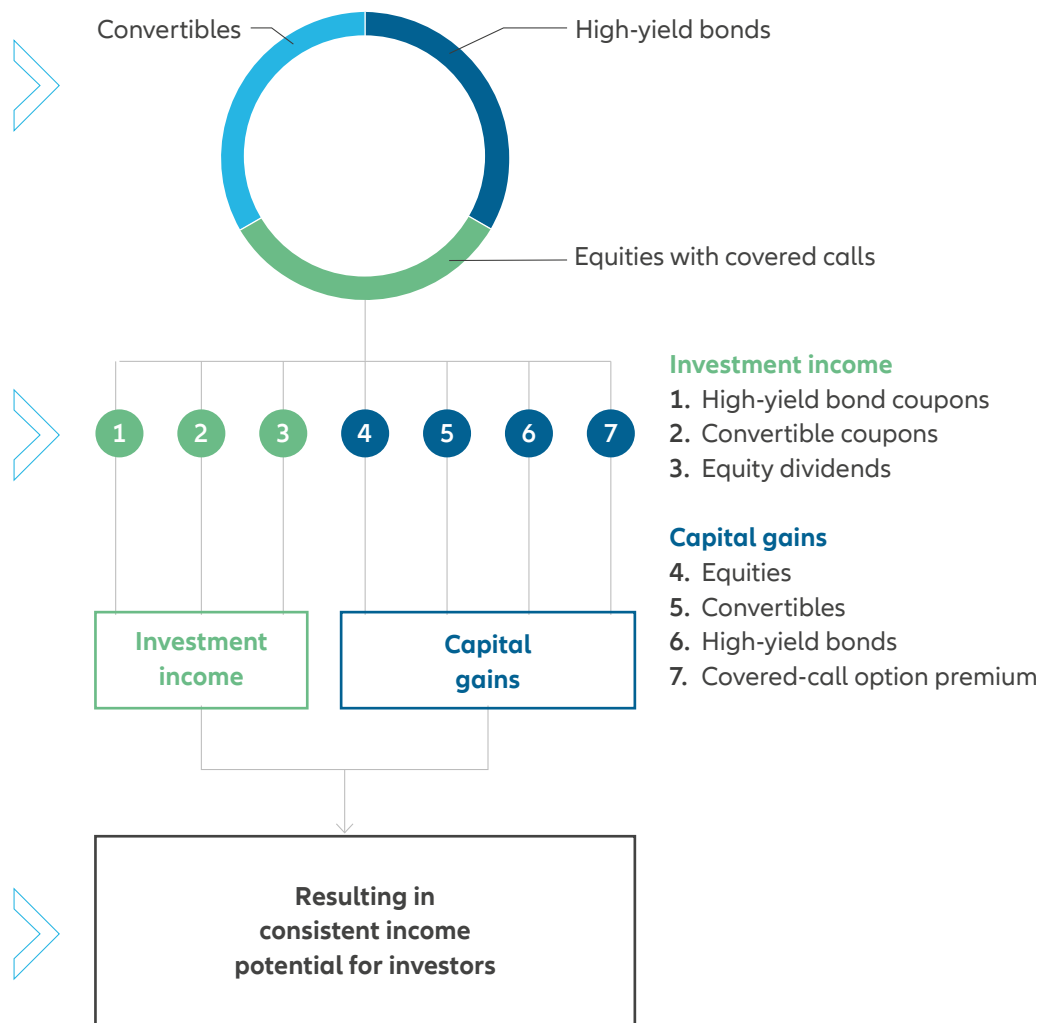 Convertibles
High-yield bonds
Equities with covered calls
1
2
3
4
5
6
7
Investment income
1. High-yield bond coupons
2. Convertible coupons
3. Equity dividends
Capital gains
4. Equities
5. Convertibles
6. High-yield bonds
7. Covered-call option premium
Investment
income
Capital
gains
Resulting in
consistent income
potential for investors